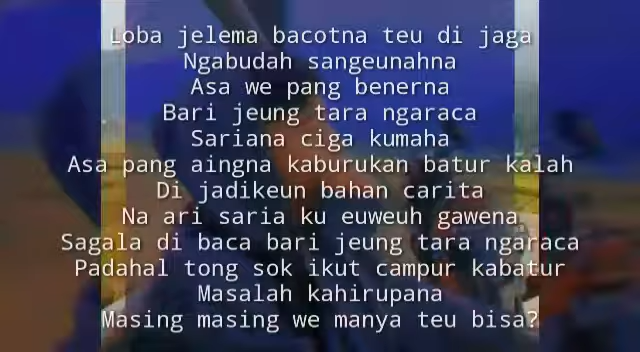 Loba jelema bacotna teu di jaga
Ngabudah sangeunahna
Asa we pang benerna
Bari jeung tara ngaraca
Sariana ciga kumaha
Asa pang aingna kaburukan batur kalah
Di jadikeun bahan carita
Na ari saria ku euweuh gawena
Sagala di baca bari jeung tara ngaraca
Padahal tong sok ikut campur kabatur
Masalah kahirupana
Masing masing we manya teu bisa?